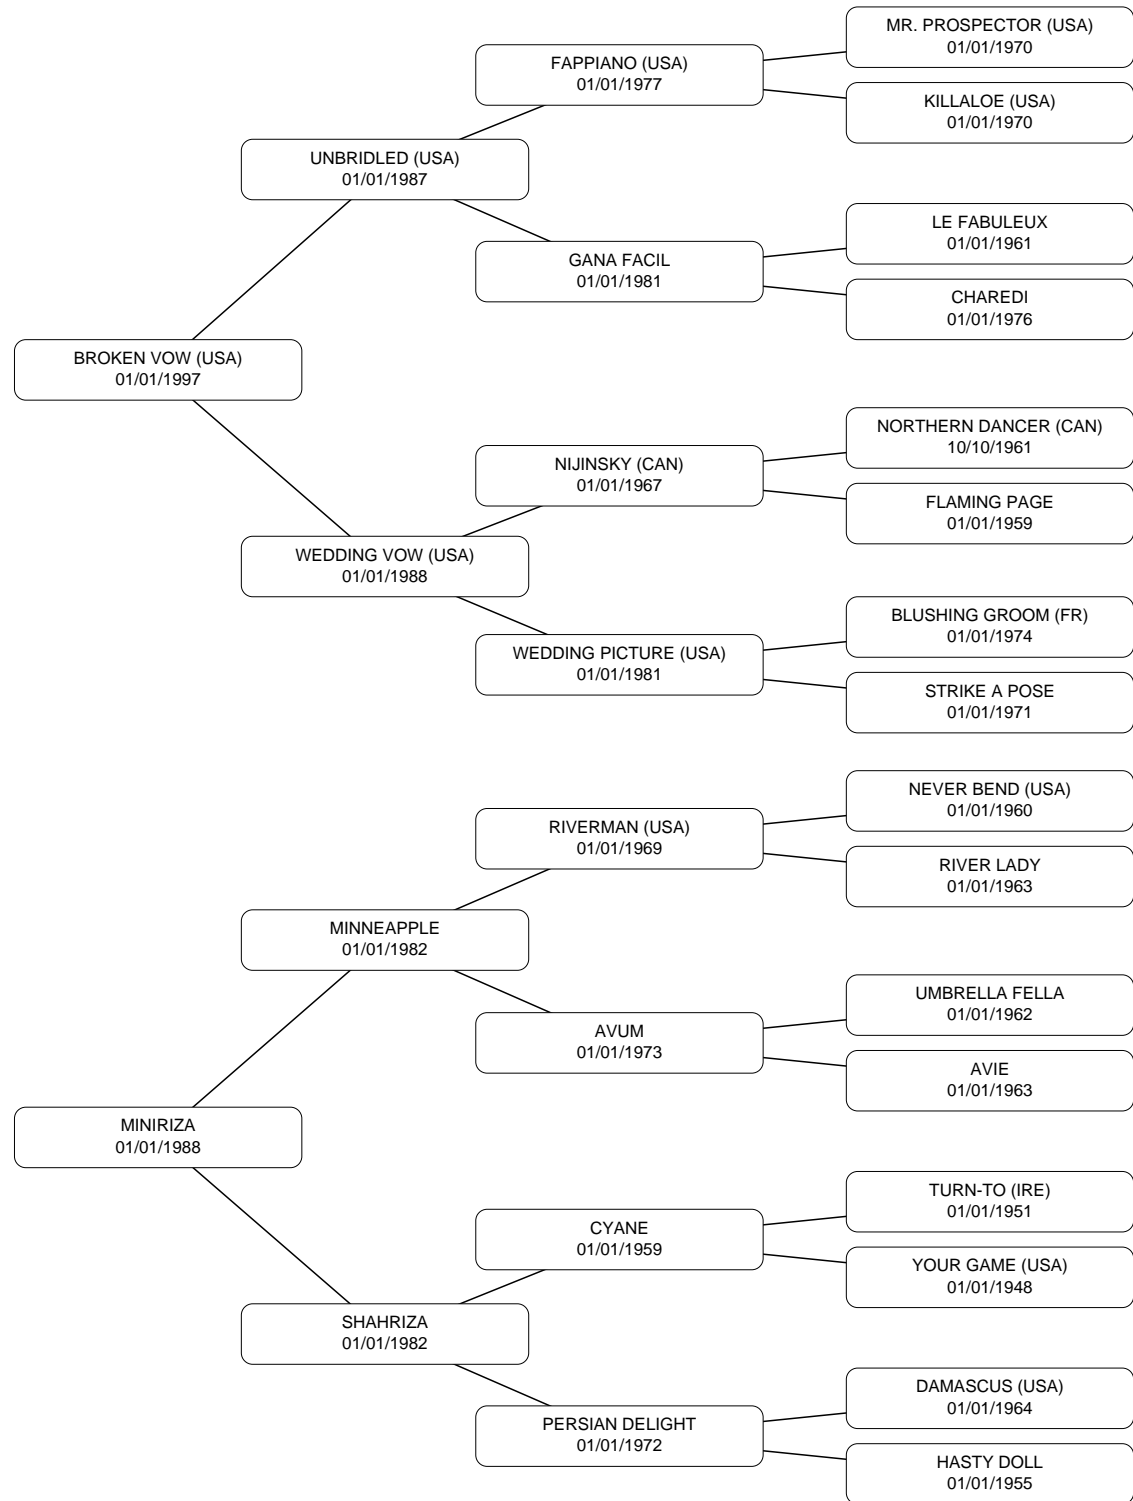 MR. PROSPECTOR (USA)
01/01/1970
FAPPIANO (USA)
01/01/1977
KILLALOE (USA)
01/01/1970
UNBRIDLED (USA)
01/01/1987
LE FABULEUX
01/01/1961
GANA FACIL
01/01/1981
CHAREDI
01/01/1976
BROKEN VOW (USA)
01/01/1997
NORTHERN DANCER (CAN)
10/10/1961
NIJINSKY (CAN)
01/01/1967
FLAMING PAGE
01/01/1959
WEDDING VOW (USA)
01/01/1988
BLUSHING GROOM (FR)
01/01/1974
WEDDING PICTURE (USA)
01/01/1981
STRIKE A POSE
01/01/1971
NEVER BEND (USA)
01/01/1960
RIVERMAN (USA)
01/01/1969
RIVER LADY
01/01/1963
MINNEAPPLE
01/01/1982
UMBRELLA FELLA
01/01/1962
AVUM
01/01/1973
AVIE
01/01/1963
MINIRIZA
01/01/1988
TURN-TO (IRE)
01/01/1951
CYANE
01/01/1959
YOUR GAME (USA)
01/01/1948
SHAHRIZA
01/01/1982
DAMASCUS (USA)
01/01/1964
PERSIAN DELIGHT
01/01/1972
HASTY DOLL
01/01/1955